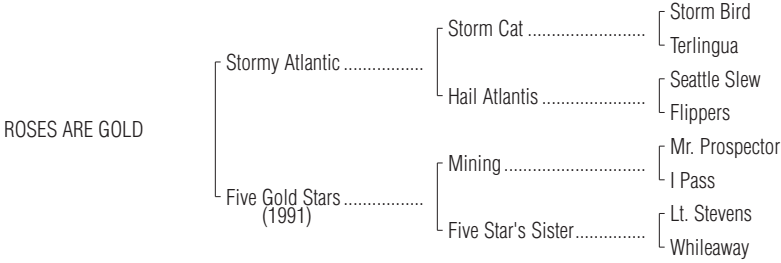 Storm Bird
Storm Cat ..........................
Terlingua
Stormy Atlantic .................
Seattle Slew
Hail Atlantis ......................
Flippers
ROSES ARE GOLD
Mr. Prospector
Mining ...............................
I Pass
Five Gold Stars .................
(1991)
Lt. Stevens
Five Star's Sister...............
Whileaway